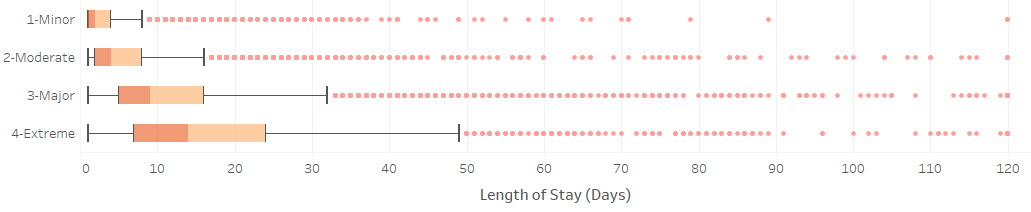 1-Minor
2-Moderate
3-Major
4-Extreme
0 10 20 30 40 50 60 70 80 90 100 110 120
Length of Stay (Days)